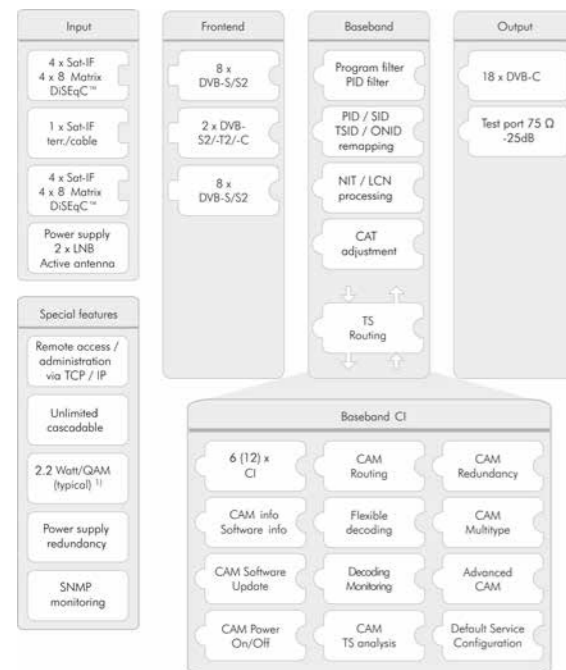 Input
4 x Sat-IF
4 x 8 Matrix
DiSEqC™
1 x Sat-IF
terr./cable
4 x Sat-IF
4 x 8 Matrix
DiSEqC™
Power supply
2 x LNB
Active antenna
Frontend
8 x
DVB-S/S2
2 x DVB-
S2/-T2/-C
8 x
DVB-S/S2
Baseband
Program filter
PID filter
PID / SID
TSID / ONID
remapping
NIT / LCN
processing
CAT
adjustment
TS
Routing
Output
18 x DVB-C
Test port 75 Ω
-25dB
Special features
Remote access /
administration
via TCP / IP
Unlimited
cascadable
2.2 Watt/QAM
(typical) 1)
Power supply
redundancy
SNMP
monitoring
Baseband CI
6 (12) x
CI
CAM
Routing
CAM
Redundancy
CAM info
Software info
Flexible
decoding
CAM
Multitype
CAM Software
Update
Decoding
Monitoring
Advanced
CAM
CAM Power
On/Off
CAM
TS analysis
Default Service
Configuration